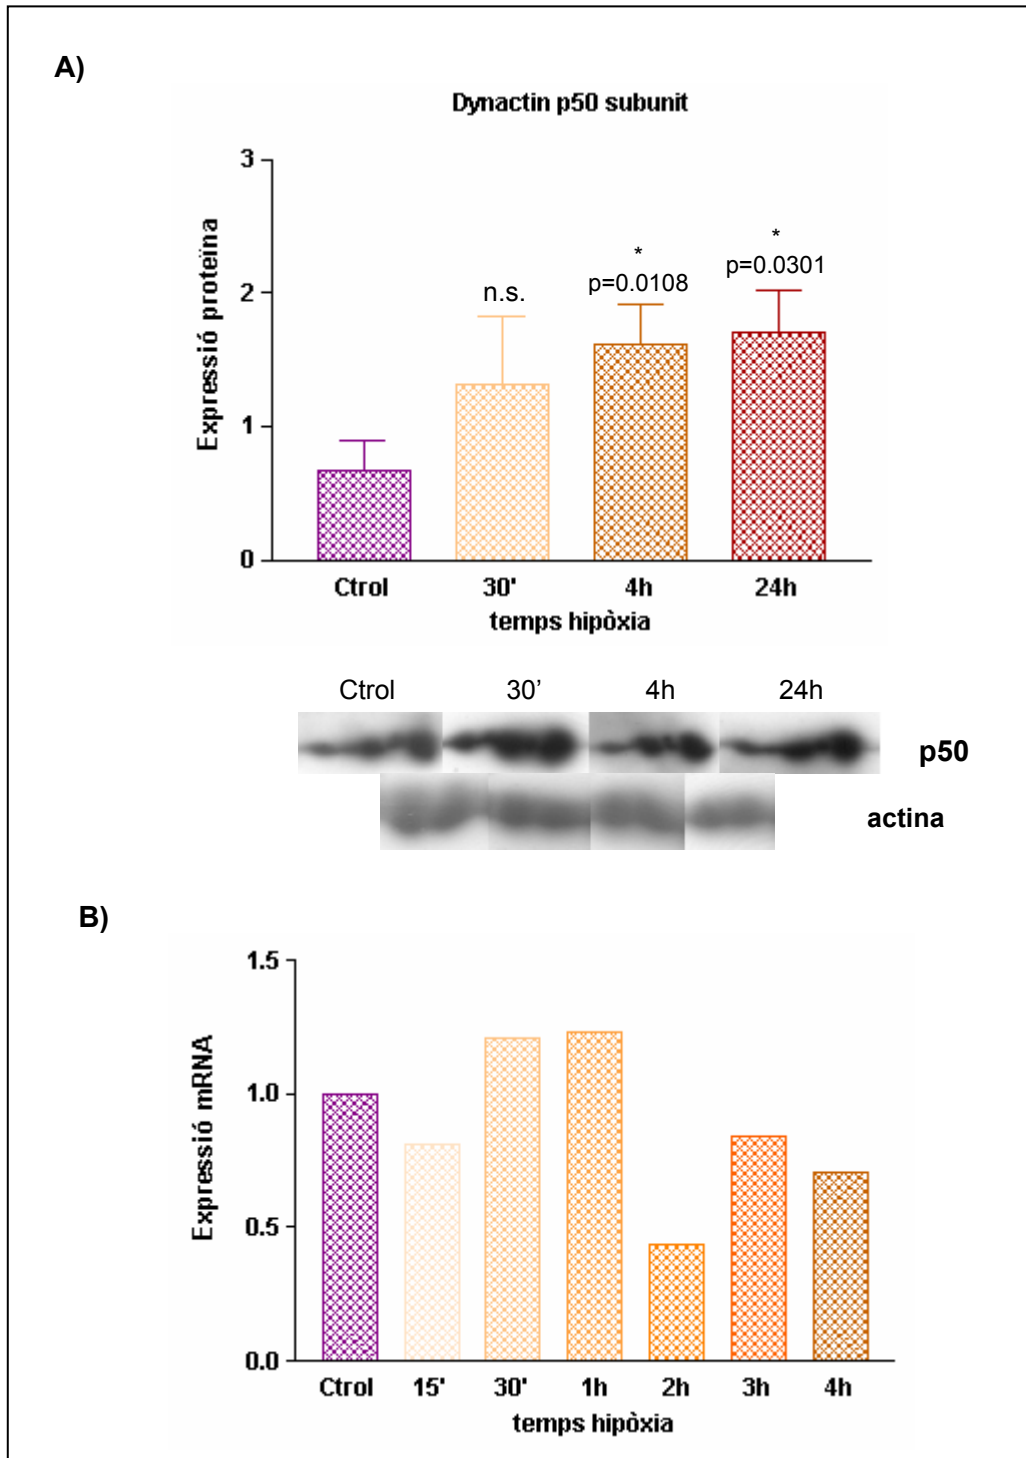 A)
Dynactin p50 subunit
Expressió proteïna
3
2
1
0
n.s.
*
p=0.0108
*
p=0.0301
Ctrol 30' 4h 24h
temps hipòxia
Ctrol 30’ 4h 24h
p50
actina
B)
Expressió mRNA
1.5
1.0
0.5
0.0
Ctrol 15' 30' 1h 2h 3h 4h
temps hipòxia